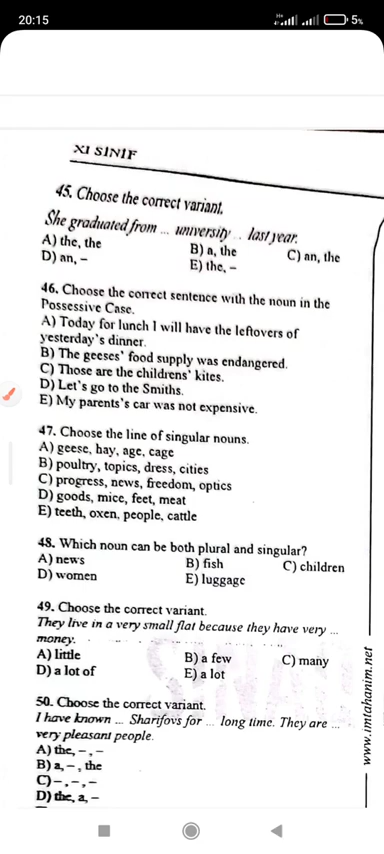 20:15
5%
XI SINIF
45. Choose the correct variant.
She graduated from ... university ... last year.
A) the, the B) a, the C) an, the
D) an, – E) the, –
46. Choose the correct sentence with the noun in the
Possessive Case.
A) Today for lunch I will have the leftovers of
yesterday's dinner.
B) The geeses' food supply was endangered.
C) Those are the childrens' kites.
D) Let's go to the Smiths.
E) My parents's car was not expensive.
47. Choose the line of singular nouns.
A) geese, hay, age, cage
B) poultry, topics, dress, cities
C) progress, news, freedom, optics
D) goods, mice, feet, meat
E) teeth, oxen, people, cattle
48. Which noun can be both plural and singular?
A) news B) fish C) children
D) women E) luggage
49. Choose the correct variant.
They live in a very small flat because they have very ...
money.
A) little B) a few C) many
D) a lot of E) a lot
50. Choose the correct variant.
I have known ... Sharifovs for ... long time. They are ...
very pleasant people.
A) the, – , –
B) a, – , the
C) – , – , –
D) the, a, –
www.imtahanim.net